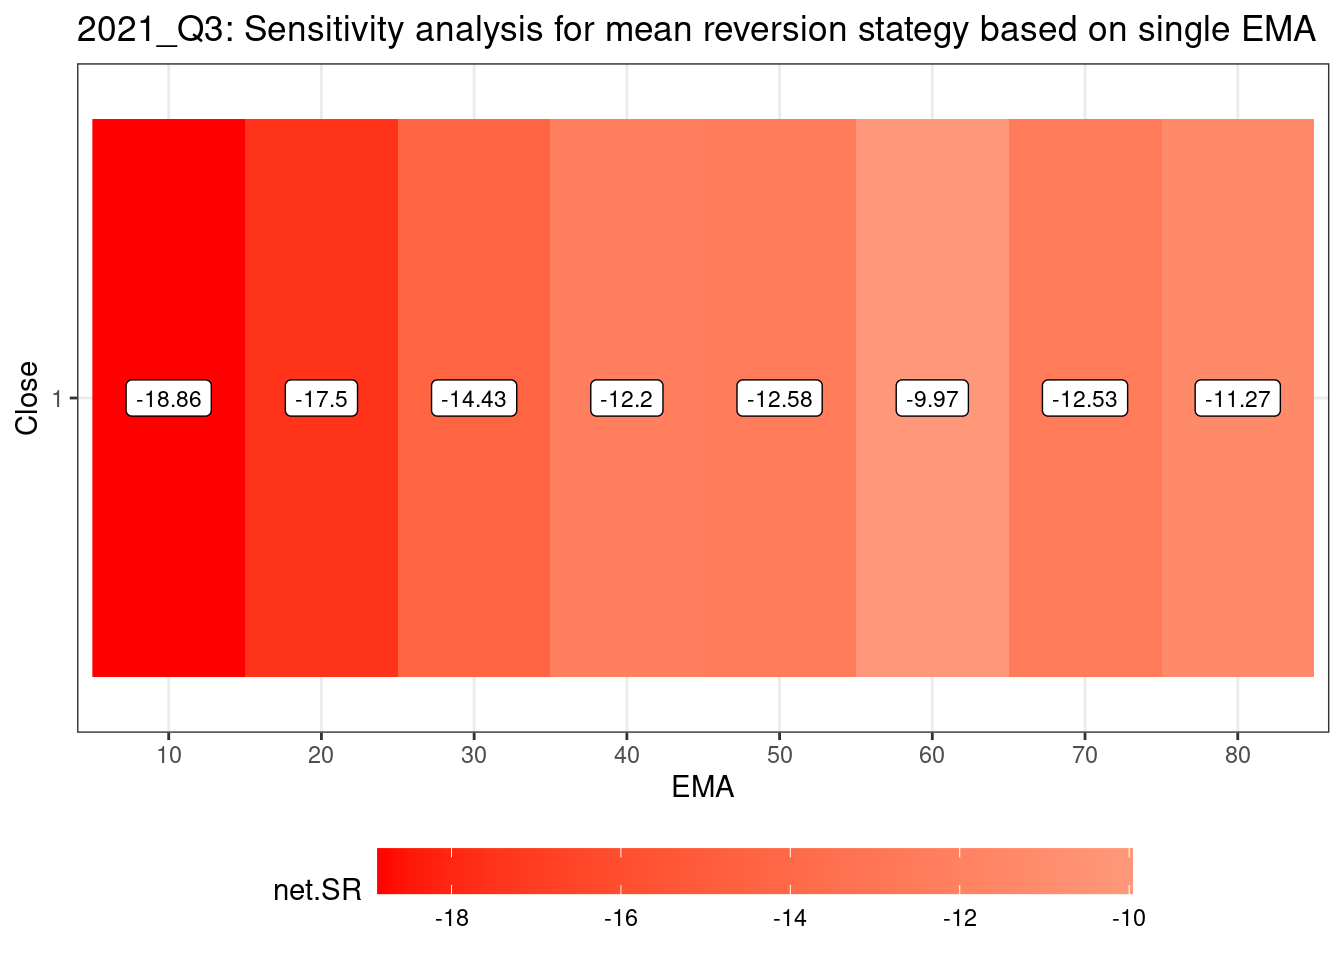 2021_Q3: Sensitivity analysis for mean reversion stategy based on single EMA
Close
1
-18.86 -17.5 -14.43 -12.2 -12.58 -9.97 -12.53 -11.27
10 20 30 40 50 60 70 80
EMA
net.SR
-18 -16 -14 -12 -10